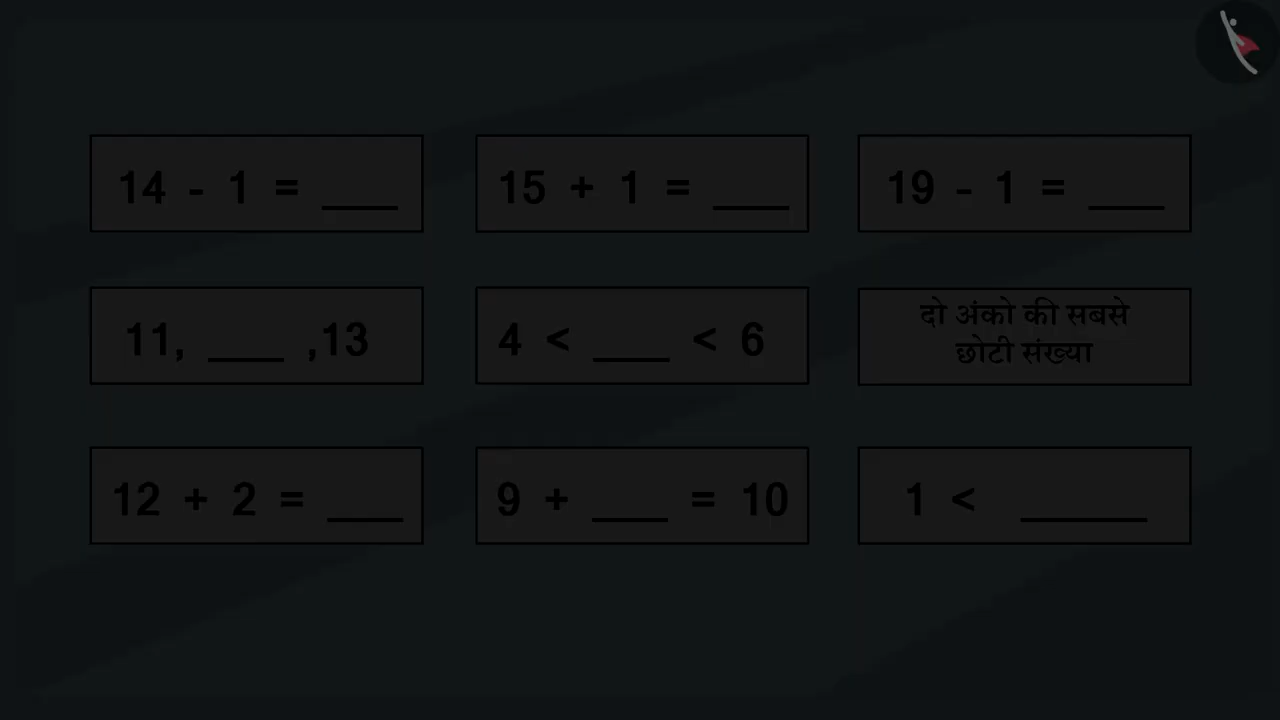 14 - 1 = ___
15 + 1 = ___
19 - 1 = ___
11, ___ ,13
4 < ___ < 6
दो अंको की सबसे
छोटी संख्या
12 + 2 = ___
9 + ___ = 10
1 < _____